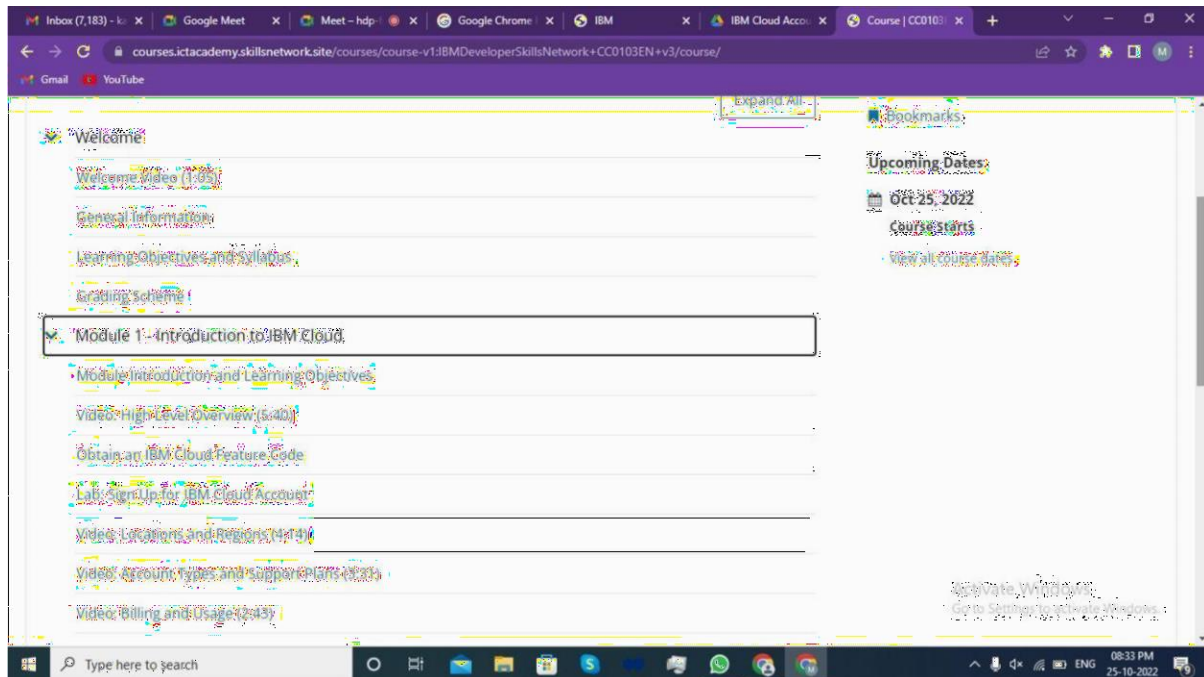 Inbox (7,183) - ka
Google Meet
Meet – hdp-
Google Chrome
IBM
IBM Cloud Accou
Course | CC0103
courses.ictacademy.skillsnetwork.site/courses/course-v1:IBMDeveloperSkillsNetwork+CC0103EN+v3/course/
M
Gmail
YouTube
Expand All
Bookmarks
Welcome
Welcome Video (1:05)
Upcoming Dates
Oct 25, 2022
General Information
Course Starts
Learning Objectives and Syllabus
View all course dates
Grading Scheme
Module 1 - Introduction to IBM Cloud
Module Introduction and Learning Objectives
Video: High Level Overview (5:40)
Obtain an IBM Cloud Feature Code
Lab: Sign Up for IBM Cloud Account
Video: Locations and Regions (4:14)
Video: Account Types and Support Plans (3:31)
Video: Billing and Usage (2:43)
Activate Windows
Go to Settings to activate Windows.
Type here to search
ENG
08:33 PM
25-10-2022